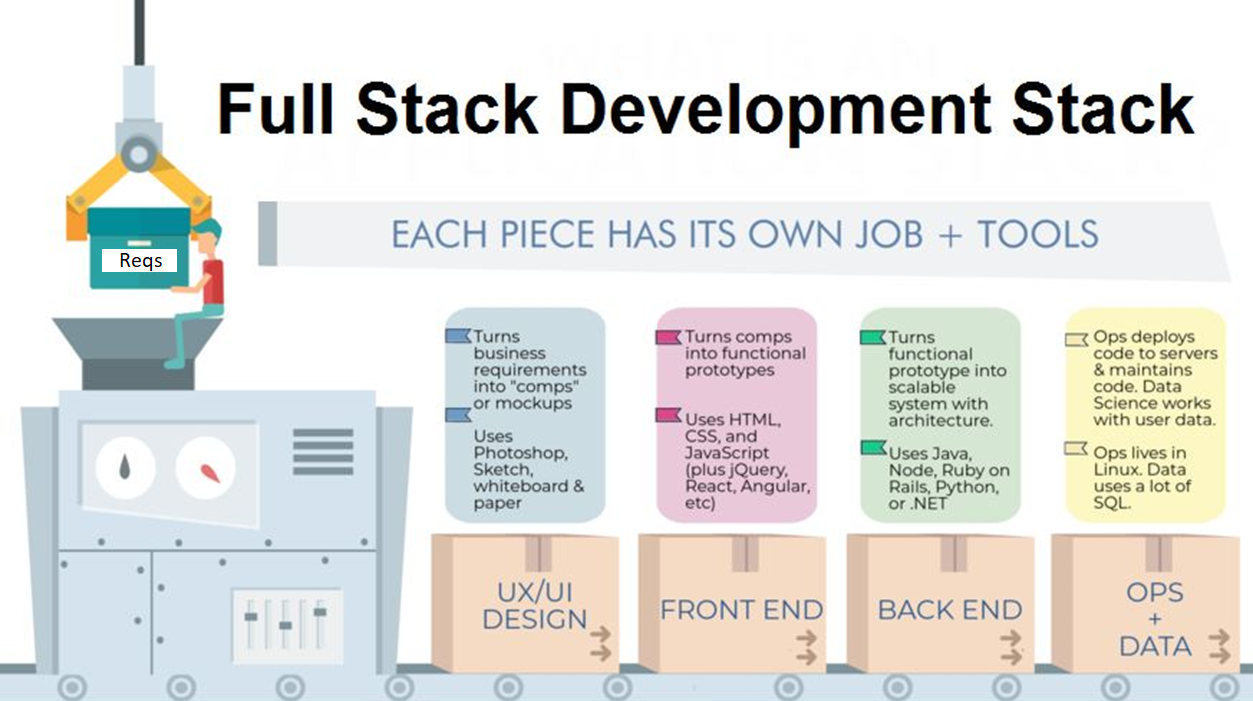 Full Stack Development Stack
EACH PIECE HAS ITS OWN JOB + TOOLS
Reqs
Turns
business
requirements
into "comps"
or mockups
Uses
Photoshop,
Sketch,
whiteboard &
paper
Turns comps
into functional
prototypes
Uses HTML,
CSS, and
JavaScript
(plus jQuery,
React, Angular,
etc)
Turns
functional
prototype into
scalable
system with
architecture.
Uses Java,
Node, Ruby on
Rails, Python,
or .NET
Ops deploys
code to servers
& maintains
code. Data
Science works
with user data.
Ops lives in
Linux. Data
uses a lot of
SQL.
UX/UI
DESIGN
FRONT END
BACK END
OPS
+
DATA